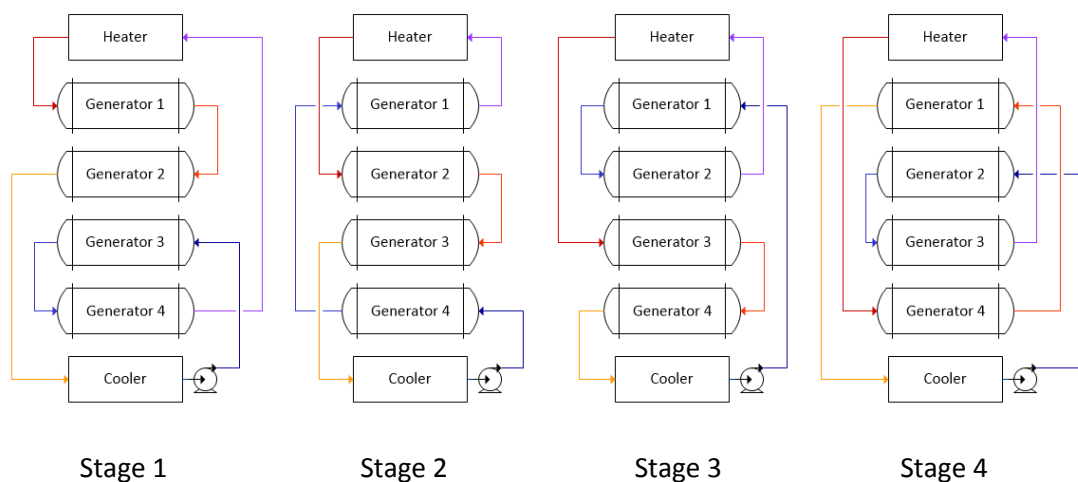 Heater
Generator 1
Generator 2
Generator 3
Generator 4
Cooler
Stage 1
Heater
Generator 1
Generator 2
Generator 3
Generator 4
Cooler
Stage 2
Heater
Generator 1
Generator 2
Generator 3
Generator 4
Cooler
Stage 3
Heater
Generator 1
Generator 2
Generator 3
Generator 4
Cooler
Stage 4